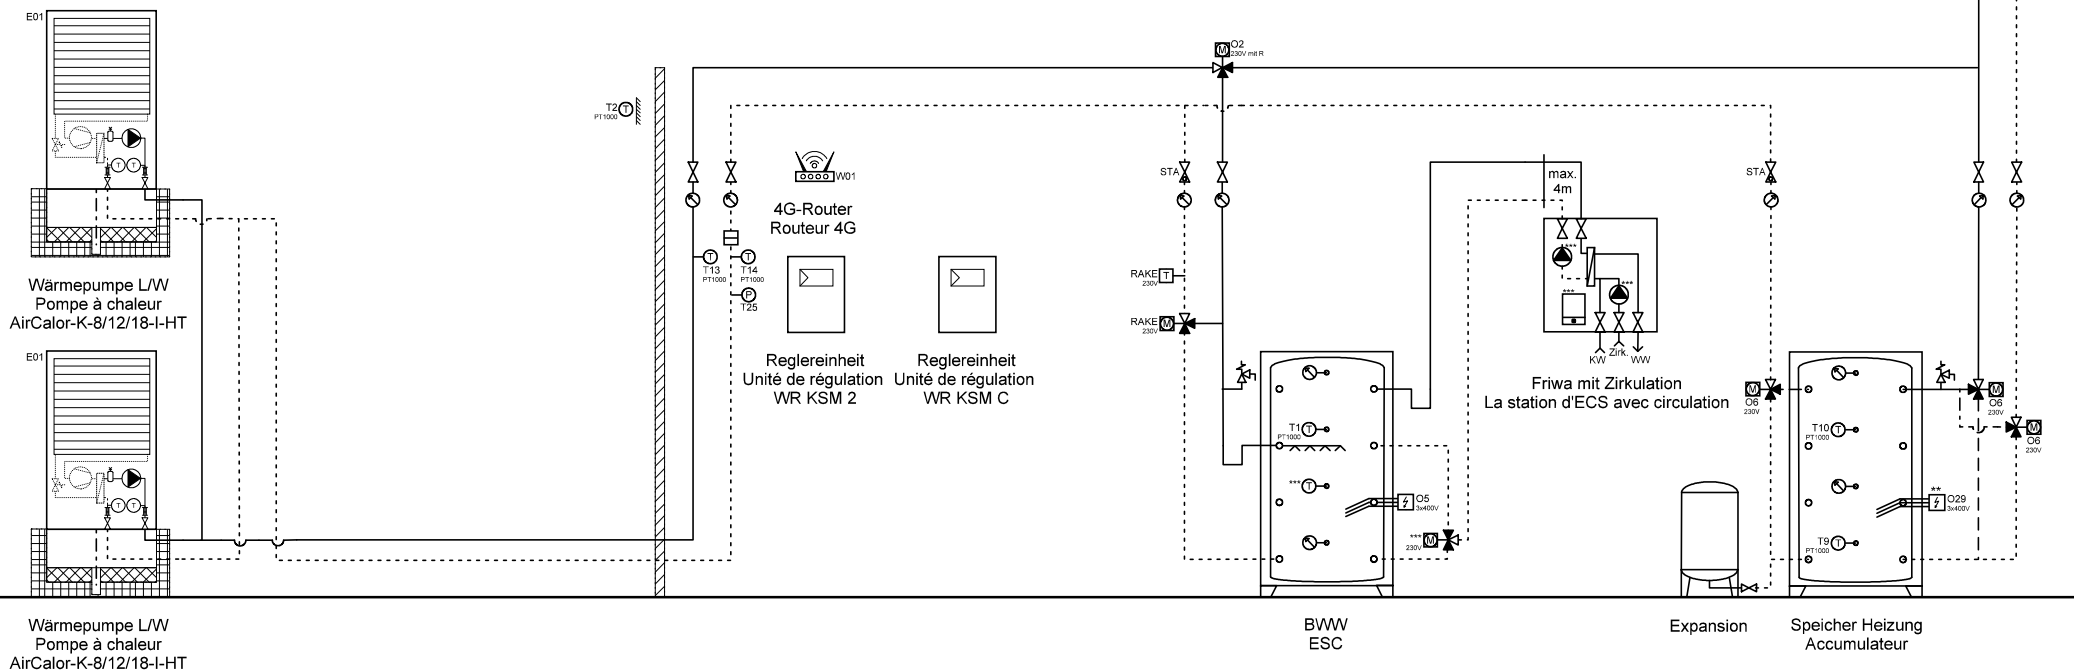 E01
Wärmepumpe L/W
Pompe à chaleur
AirCalor-K-8/12/18-I-HT
E01
Wärmepumpe L/W
Pompe à chaleur
AirCalor-K-8/12/18-I-HT
T T
T T
T2
PT1000
T
T
T13
PT1000
T
T14
PT1000
P
T25
W01
4G-Router
Routeur 4G
Reglereinheit
Unité de régulation
WR KSM 2
Reglereinheit
Unité de régulation
WR KSM C
M
O2
230V mit R
STA
RAKE
230V
T
RAKE
230V
M
T1
PT1000
T
***
T
O5
3x400V
***
230V
M
BWW
ESC
max.
4m
***
***
***
KW
Zirk.
WW
Friwa mit Zirkulation
La station d'ECS avec circulation
STA
M
O6
230V
M
O6
230V
M
O6
230V
T10
PT1000
T
**
O29
3x400V
T9
PT1000
T
Expansion
Speicher Heizung
Accumulateur